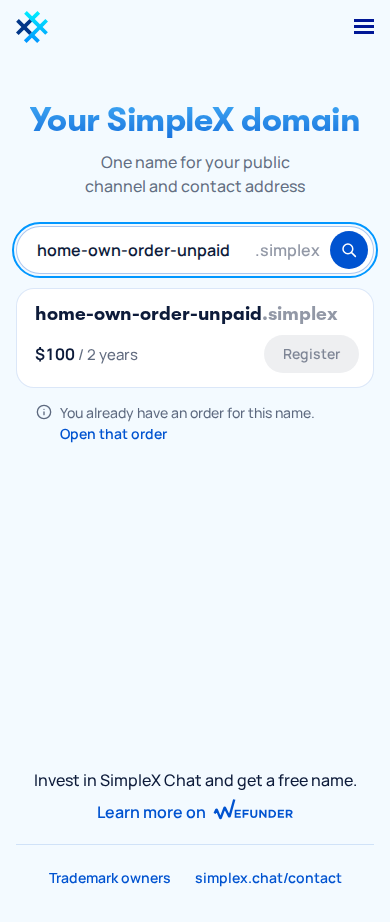 Your SimpleX domain
One name for your public
channel and contact address
home-own-order-unpaid .simplex
home-own-order-unpaid.simplex
$100 / 2 years Register
You already have an order for this name.
Open that order
Invest in SimpleX Chat and get a free name.
Learn more on WEFUNDER
Trademark owners simplex.chat/contact